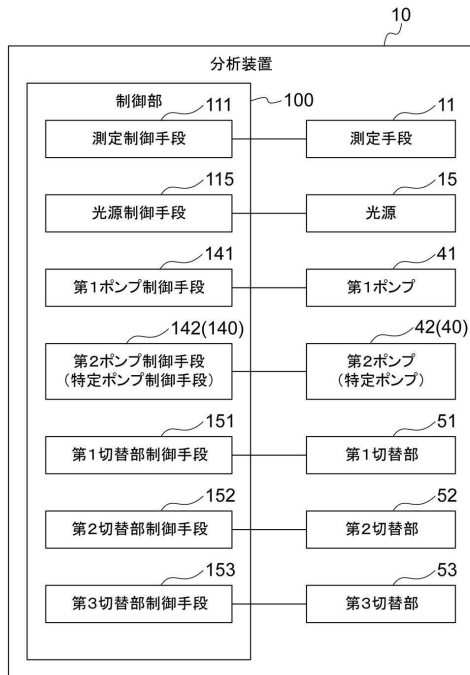 10
分析装置
制御部
100
111
測定制御手段
11
測定手段
115
光源制御手段
15
光源
141
第1ポンプ制御手段
41
第1ポンプ
142(140)
第2ポンプ制御手段
(特定ポンプ制御手段)
42(40)
第2ポンプ
(特定ポンプ)
151
第1切替部制御手段
51
第1切替部
152
第2切替部制御手段
52
第2切替部
153
第3切替部制御手段
53
第3切替部